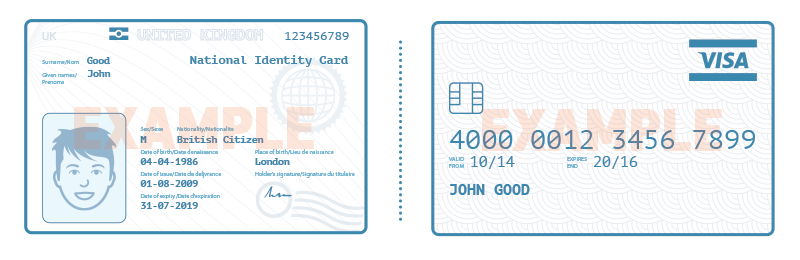 UK UNITED KINGDOM 123456789
Surname/Nom Good
National Identity Card
Given names/Prenoms John
EXAMPLE
Sex/Sexe Nationality/Nationalite
M British Citizen
Date of birth/Date de naissance Place of birth/Lieu de naissance
04-04-1986 London
Date of issue/Date de delivrance Holder's signature/Signature du titulaire
01-08-2009
Date of expiry/Date d'expiration
31-07-2019
VISA
EXAMPLE
4000 0012 3456 7899
VALID FROM 10/14 EXPIRES END 20/16
JOHN GOOD